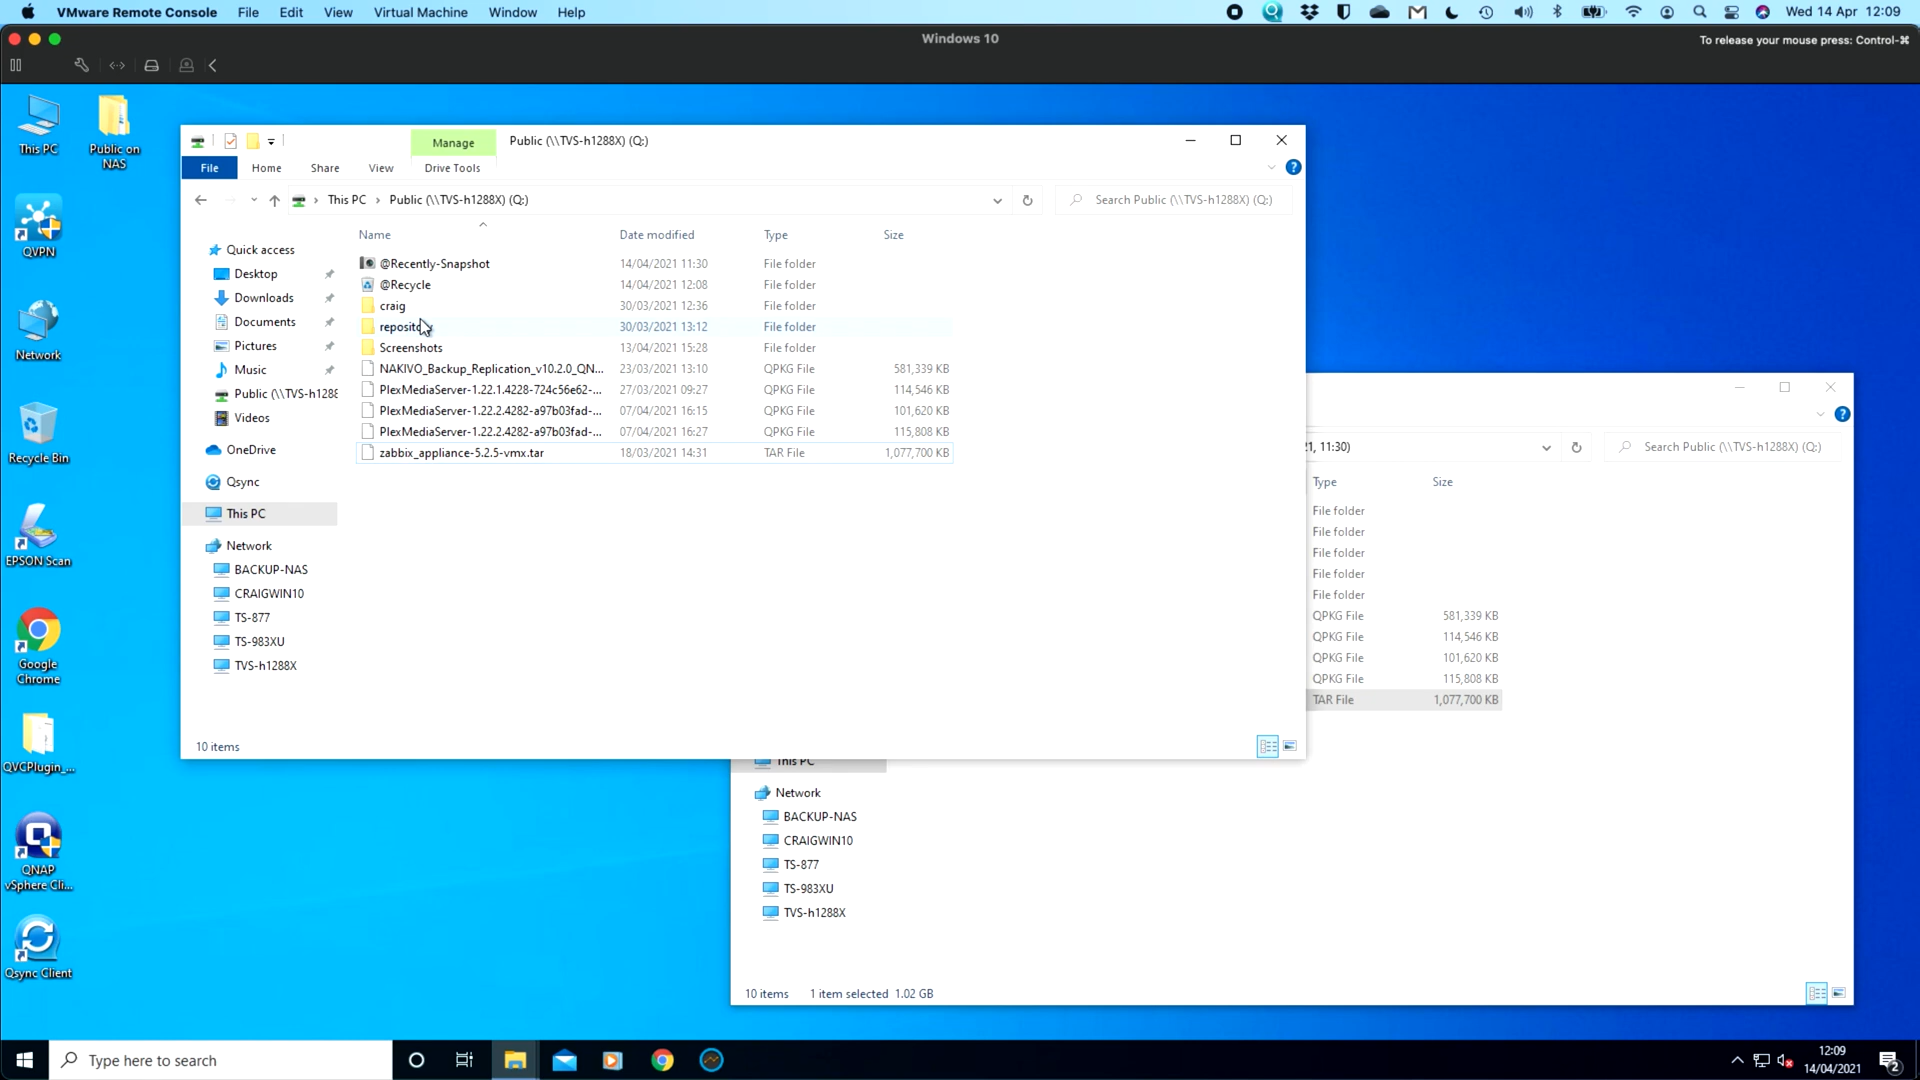 VMware Remote Console File Edit View Virtual Machine Window Help
Wed 14 Apr 12:09
Windows 10
To release your mouse press: Control-⌘
This PC
Public on NAS
QVPN
Network
Recycle Bin
EPSON Scan
Google Chrome
QVCPlugin_...
QNAP vSphere Cli...
Qsync Client
Manage
Public (\\TVS-h1288X) (Q:)
File Home Share View Drive Tools
This PC › Public (\\TVS-h1288X) (Q:)
Search Public (\\TVS-h1288X) (Q:)
Name Date modified Type Size
@Recently-Snapshot 14/04/2021 11:30 File folder
@Recycle 14/04/2021 12:08 File folder
craig 30/03/2021 12:36 File folder
30/03/2021 13:12 File folder
Screenshots 13/04/2021 15:28 File folder
NAKIVO_Backup_Replication_v10.2.0_QN... 23/03/2021 13:10 QPKG File 581,339 KB
PlexMediaServer-1.22.1.4228-724c56e62-... 27/03/2021 09:27 QPKG File 114,546 KB
PlexMediaServer-1.22.2.4282-a97b03fad-... 07/04/2021 16:15 QPKG File 101,620 KB
PlexMediaServer-1.22.2.4282-a97b03fad-... 07/04/2021 16:27 QPKG File 115,808 KB
zabbix_appliance-5.2.5-vmx.tar 18/03/2021 14:31 TAR File 1,077,700 KB
Quick access
Desktop
Downloads
Documents
Pictures
Music
Public (\\TVS-h1288
Videos
OneDrive
Qsync
This PC
Network
BACKUP-NAS
CRAIGWIN10
TS-877
TS-983XU
TVS-h1288X
10 items
11:30)
Search Public (\\TVS-h1288X) (Q:)
Type Size
File folder
File folder
File folder
File folder
File folder
QPKG File 581,339 KB
QPKG File 114,546 KB
QPKG File 101,620 KB
QPKG File 115,808 KB
TAR File 1,077,700 KB
This PC
Network
BACKUP-NAS
CRAIGWIN10
TS-877
TS-983XU
TVS-h1288X
10 items 1 item selected 1.02 GB
Type here to search
12:09
14/04/2021
2